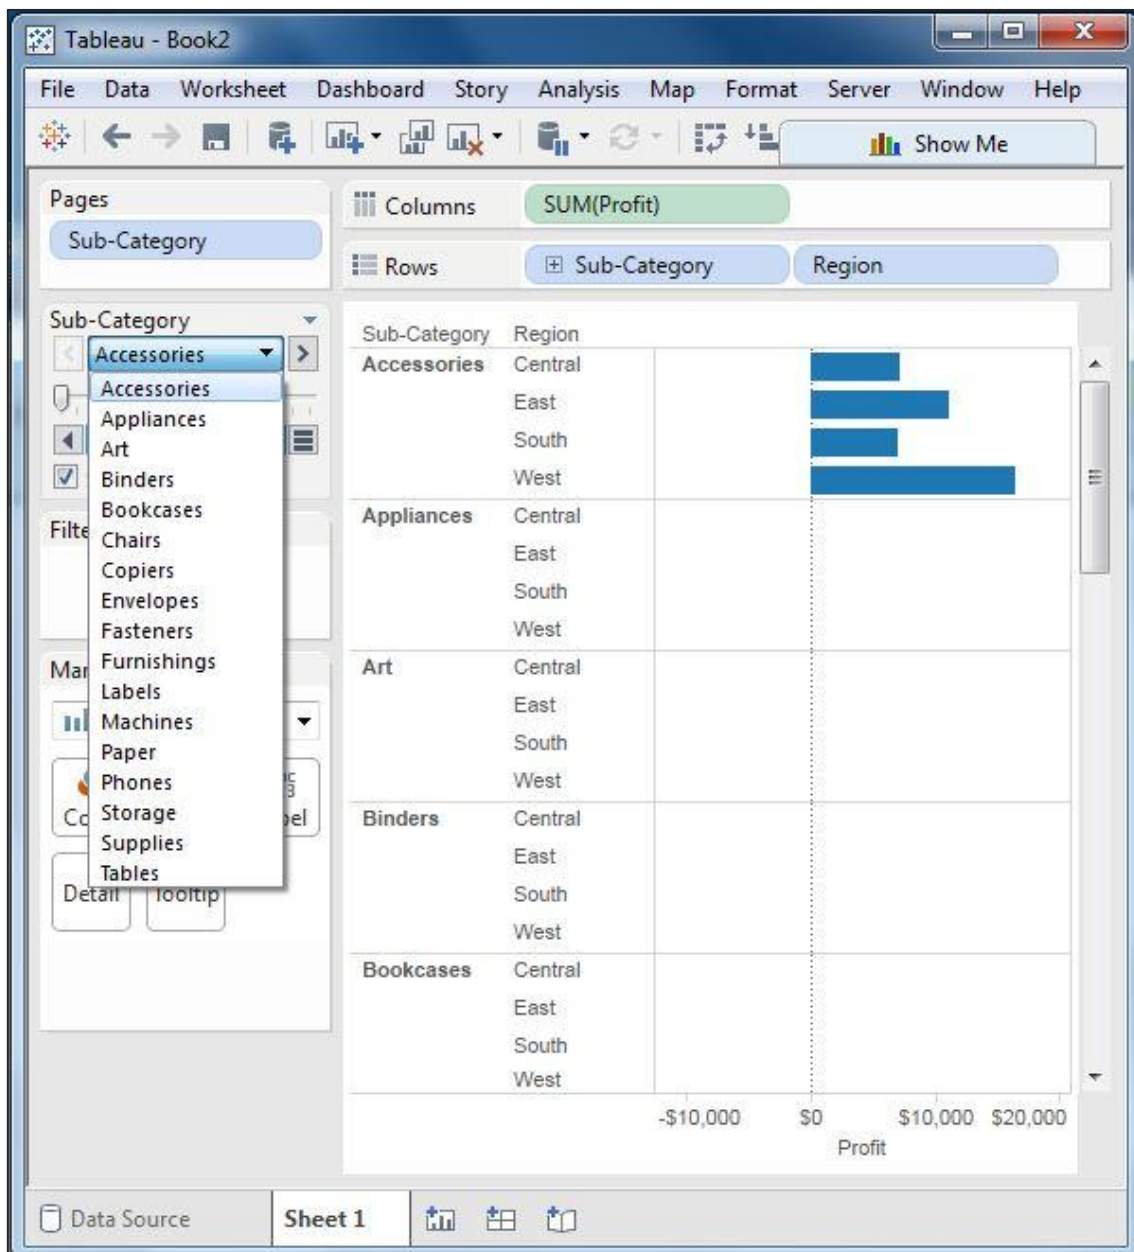 Tableau - Book2
File Data Worksheet Dashboard Story Analysis Map Format Server Window Help
Show Me
Pages
Sub-Category
Columns SUM(Profit)
Rows Sub-Category Region
Sub-Category
Accessories
Accessories
Appliances
Art
Binders
Bookcases
Chairs
Copiers
Envelopes
Fasteners
Furnishings
Labels
Machines
Paper
Phones
Storage
Supplies
Tables
Filte
Mar
Co
bel
Detail Tooltip
Sub-Category Region
Accessories Central
East
South
West
Appliances Central
East
South
West
Art Central
East
South
West
Binders Central
East
South
West
Bookcases Central
East
South
West
-$10,000 $0 $10,000 $20,000
Profit
Data Source Sheet 1